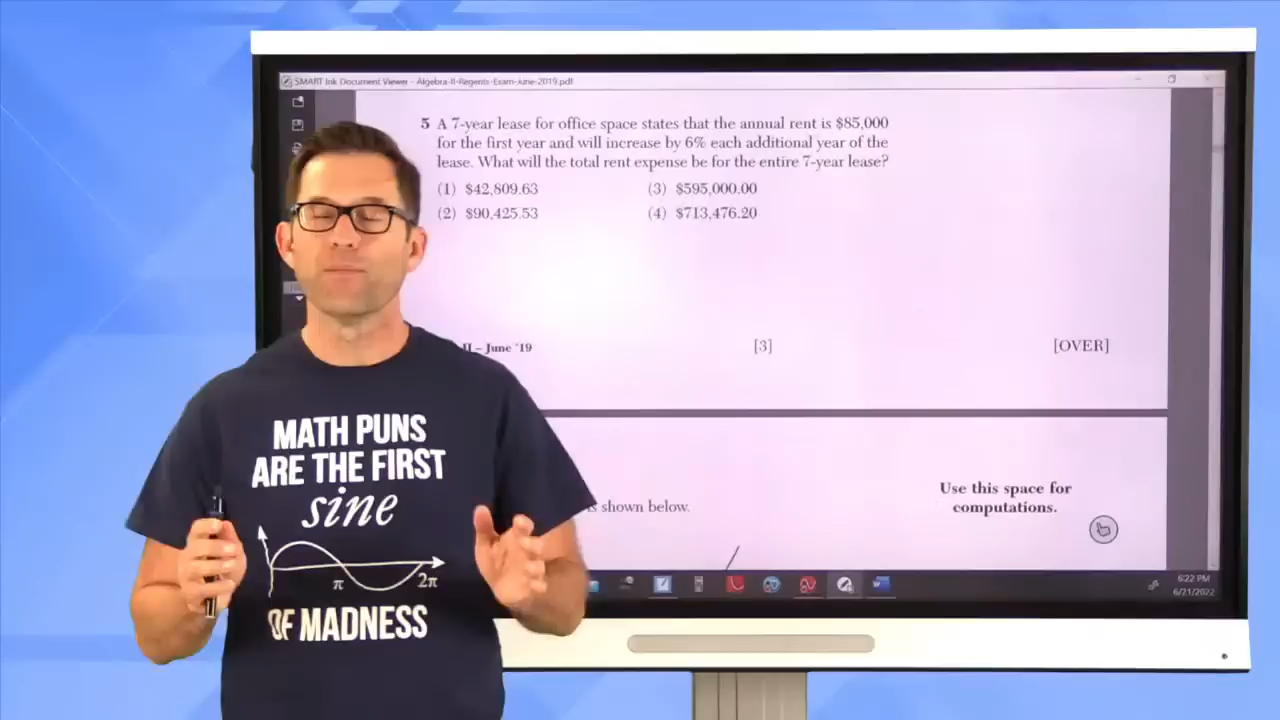 SMART Ink Document Viewer - Algebra-II-Regents-Exam-June-2019.pdf
5 A 7-year lease for office space states that the annual rent is $85,000
for the first year and will increase by 6% each additional year of the
lease. What will the total rent expense be for the entire 7-year lease?
(1) $42,809.63 (3) $595,000.00
(2) $90,425.53 (4) $713,476.20
II – June '19 [3] [OVER]
Use this space for
computations.
shown below.
6:22 PM
6/21/2022
MATH PUNS
ARE THE FIRST
sine
π
2π
OF MADNESS